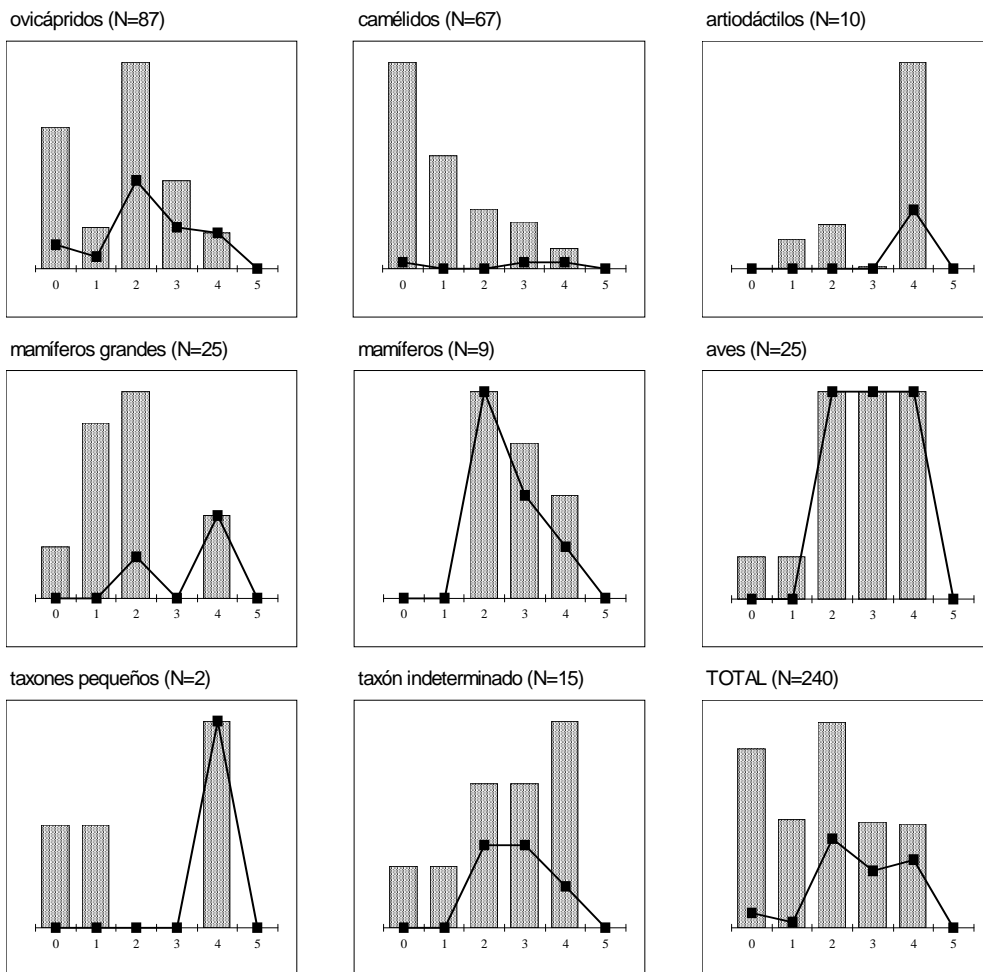 ovicápridos (N=87) camélidos (N=67) artiodáctilos (N=10)
0 1 2 3 4 5 0 1 2 3 4 5 0 1 2 3 4 5
mamíferos grandes (N=25) mamíferos (N=9) aves (N=25)
0 1 2 3 4 5 0 1 2 3 4 5 0 1 2 3 4 5
taxones pequeños (N=2) taxón indeterminado (N=15) TOTAL (N=240)
0 1 2 3 4 5 0 1 2 3 4 5 0 1 2 3 4 5